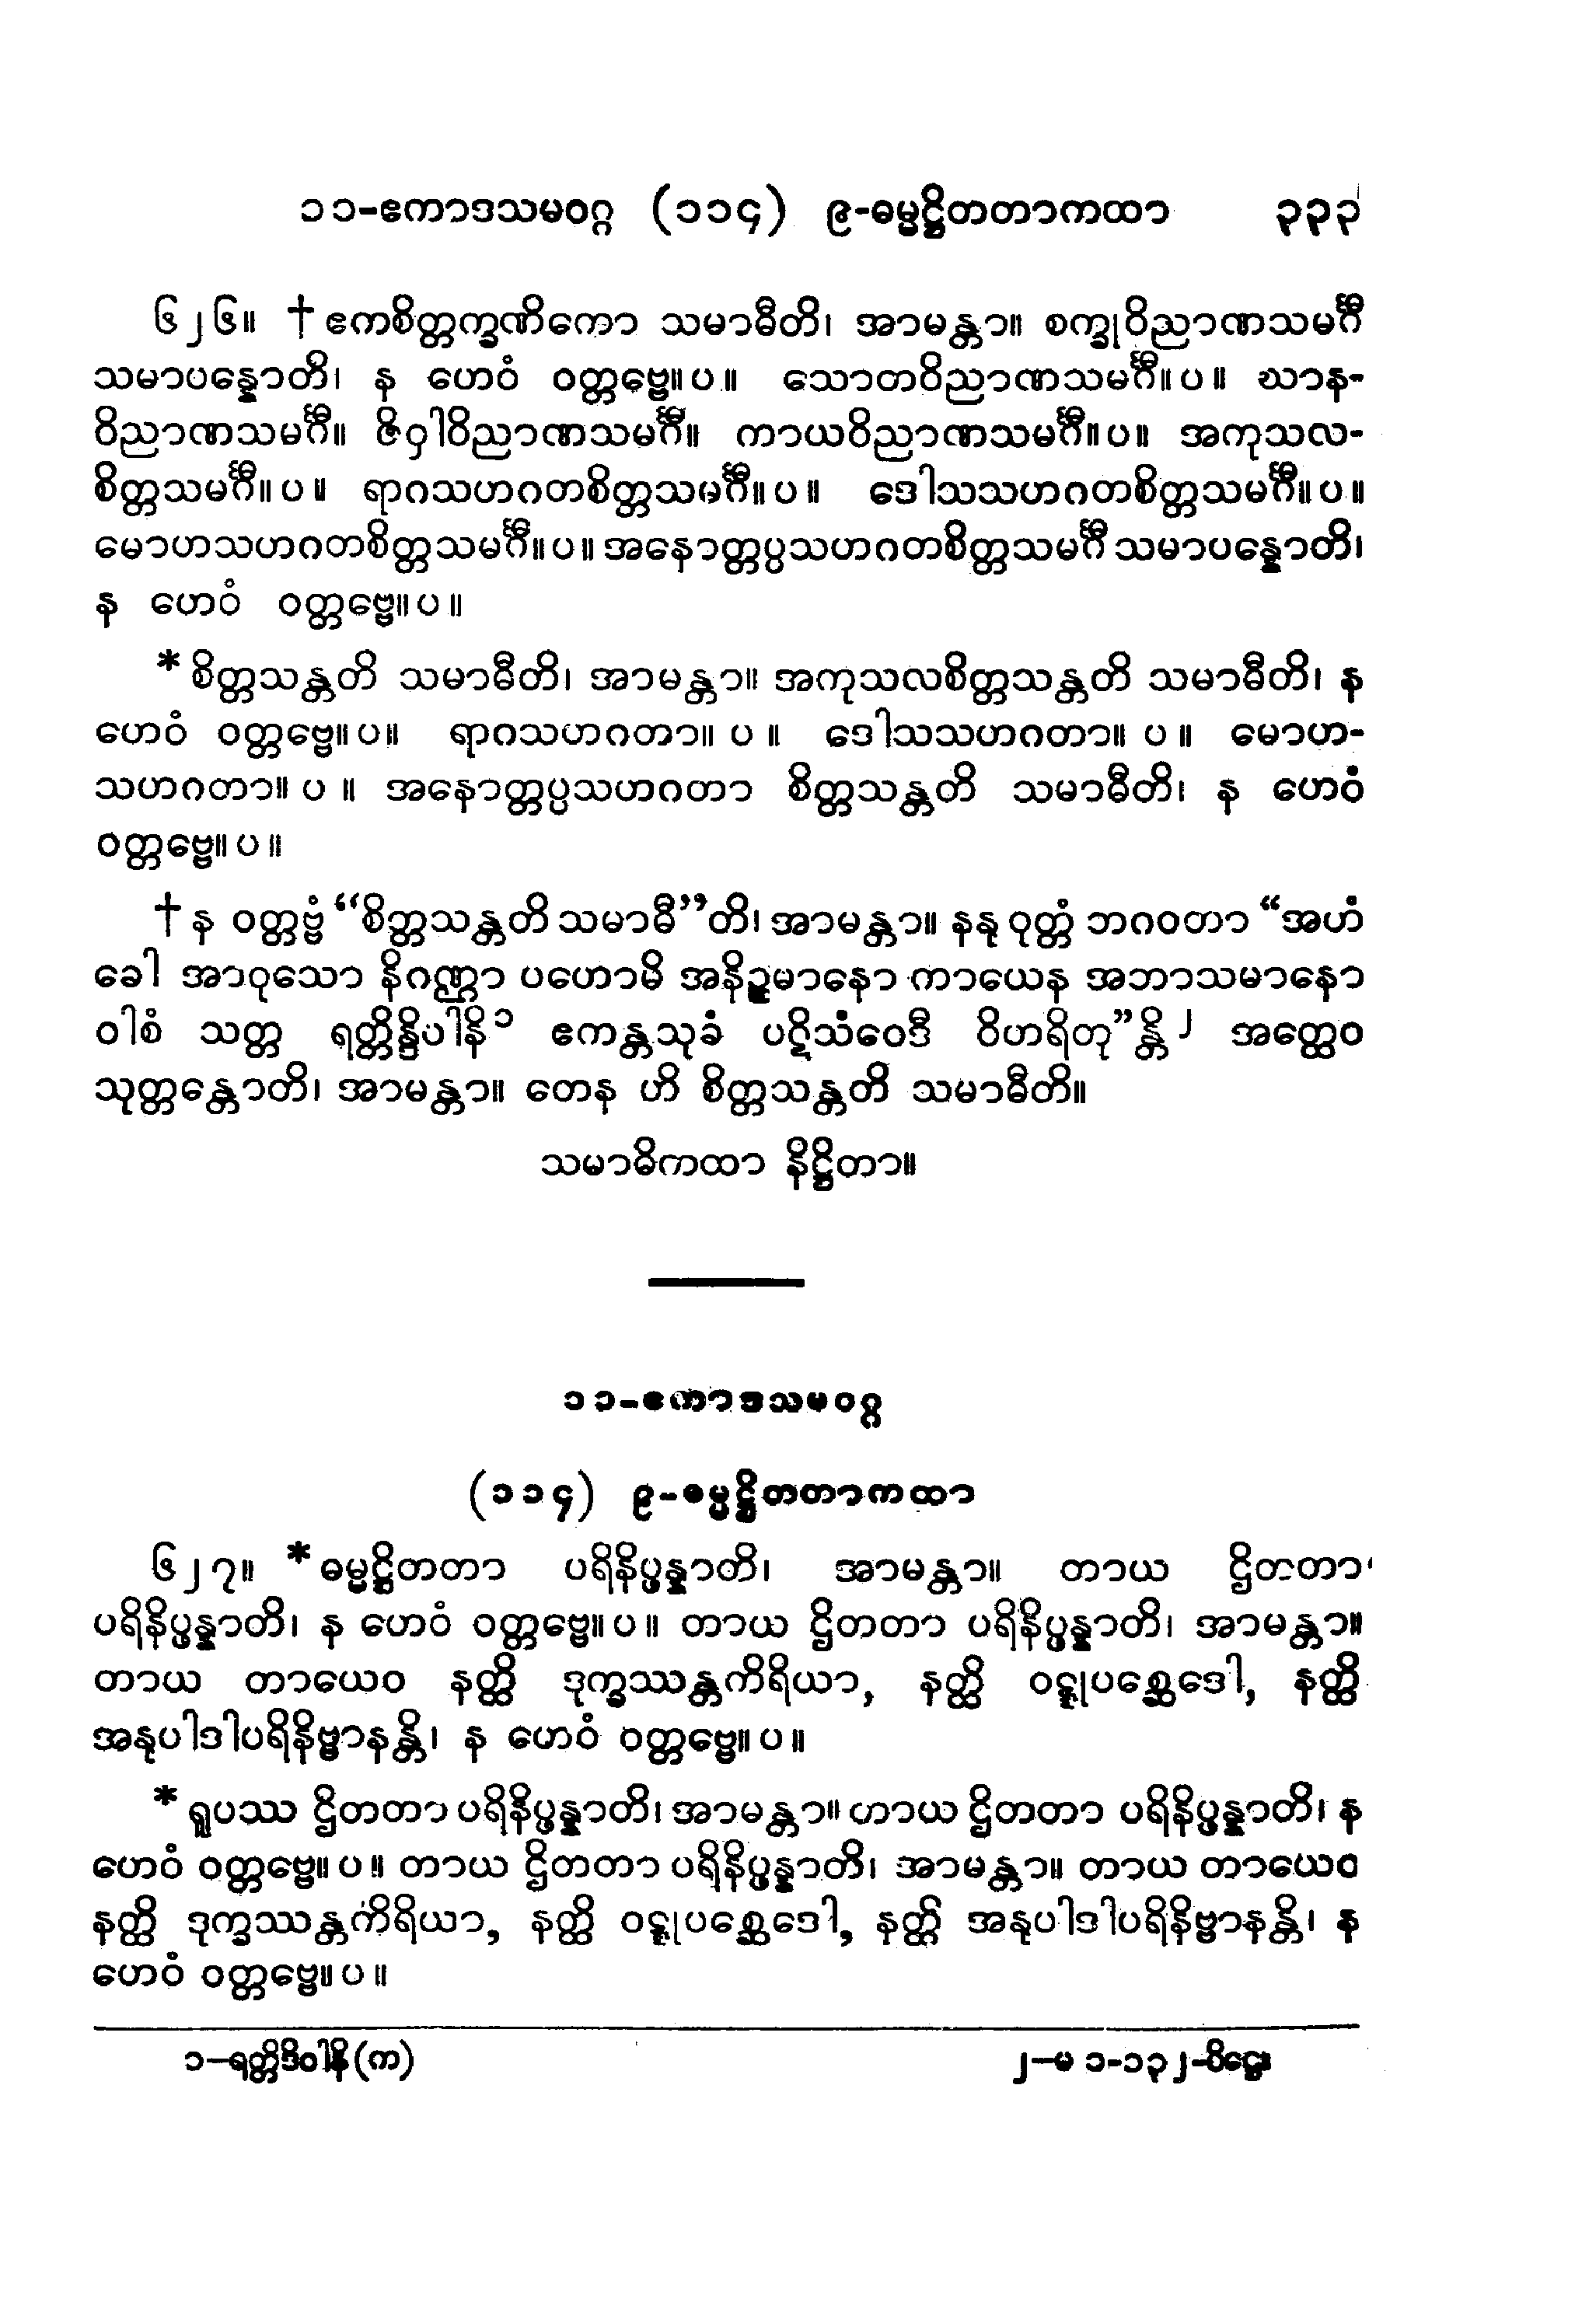 ၁၁-ဧကာဒသမဝဂ္ဂ (၁၁၄) ၉-ဓမ္မဋ္ဌိတတာကထာ ၃၃၃
၆၂၆။ †ဧကစိတ္တက္ခဏိကော သမာဓီတိ၊ အာမန္တာ။ စက္ခုဝိညာဏသမင်္ဂီ
သမာပန္နောတိ၊ န ဟေဝံ ဝတ္တဗ္ဗေ။ပ။ သောတဝိညာဏသမင်္ဂီ။ပ။ ဃာန-
ဝိညာဏသမင်္ဂီ။ ဇိဝှါဝိညာဏသမင်္ဂီ။ ကာယဝိညာဏသမင်္ဂီ။ပ။ အကုသလ-
စိတ္တသမင်္ဂီ။ပ။ ရာဂသဟဂတစိတ္တသမင်္ဂီ။ပ။ ဒေါသသဟဂတစိတ္တသမင်္ဂီ။ပ။
မောဟသဟဂတစိတ္တသမင်္ဂီ။ပ။အနောတ္တပ္ပသဟဂတစိတ္တသမင်္ဂီ သမာပန္နောတိ၊
န ဟေဝံ ဝတ္တဗ္ဗေ။ပ။
*စိတ္တသန္တတိ သမာဓီတိ၊ အာမန္တာ။ အကုသလစိတ္တသန္တတိ သမာဓီတိ၊ န
ဟေဝံ ဝတ္တဗ္ဗေ။ပ။ ရာဂသဟဂတာ။ ပ ။ ဒေါသသဟဂတာ။ ပ ။ မောဟ-
သဟဂတာ။ ပ ။ အနောတ္တပ္ပသဟဂတာ စိတ္တသန္တတိ သမာဓီတိ၊ န ဟေဝံ
ဝတ္တဗ္ဗေ။ပ။
†န ဝတ္တဗ္ဗံ “စိတ္တသန္တတိ သမာဓီ”တိ၊ အာမန္တာ။ နနု ဝုတ္တံ ဘဂဝတာ “အဟံ
ခေါ အာဝုသော နိဂဏ္ဌာ ပဟောမိ အနိဉ္ဇမာနော ကာယေန အဘာသမာနော
ဝါစံ သတ္တ ရတ္တိန္ဒိပါနိ၁ ဧကန္တသုခံ ပဋိသံဝေဒီ ဝိဟရိတု”န္တိ၂ အတ္ထေဝ
သုတ္တန္တောတိ၊ အာမန္တာ။ တေန ဟိ စိတ္တသန္တတိ သမာဓီတိ။
သမာဓိကထာ နိဋ္ဌိတာ။
၁၁-ဧကာဒသမဝဂ္ဂ
(၁၁၄) ၉-ဓမ္မဋ္ဌိတတာကထာ
၆၂၇။ *ဓမ္မဋ္ဌိတတာ ပရိနိပ္ဖန္နာတိ၊ အာမန္တာ။ တာယ ဌိတတာ
ပရိနိပ္ဖန္နာတိ၊ န ဟေဝံ ဝတ္တဗ္ဗေ။ပ။ တာယ ဌိတတာ ပရိနိပ္ဖန္နာတိ၊ အာမန္တာ။
တာယ တာယေဝ နတ္ထိ ဒုက္ခဿန္တကိရိယာ, နတ္ထိ ဝဋ္ဋုပစ္ဆေဒေါ, နတ္ထိ
အနုပါဒါပရိနိဗ္ဗာနန္တိ၊ န ဟေဝံ ဝတ္တဗ္ဗေ။ပ။
*ရူပဿ ဌိတတာ ပရိနိပ္ဖန္နာတိ၊ အာမန္တာ။ တာယ ဌိတတာ ပရိနိပ္ဖန္နာတိ၊ န
ဟေဝံ ဝတ္တဗ္ဗေ။ပ။ တာယ ဌိတတာ ပရိနိပ္ဖန္နာတိ၊ အာမန္တာ။ တာယ တာယေဝ
နတ္ထိ ဒုက္ခဿန္တကိရိယာ, နတ္ထိ ဝဋ္ဋုပစ္ဆေဒေါ, နတ္ထိ အနုပါဒါပရိနိဗ္ဗာနန္တိ၊ န
ဟေဝံ ဝတ္တဗ္ဗေ။ပ။
၁-ရတ္တိဒိဝါနိ (က) ၂-မ ၁-၁၃၂-ပိဋ္ဌေ။